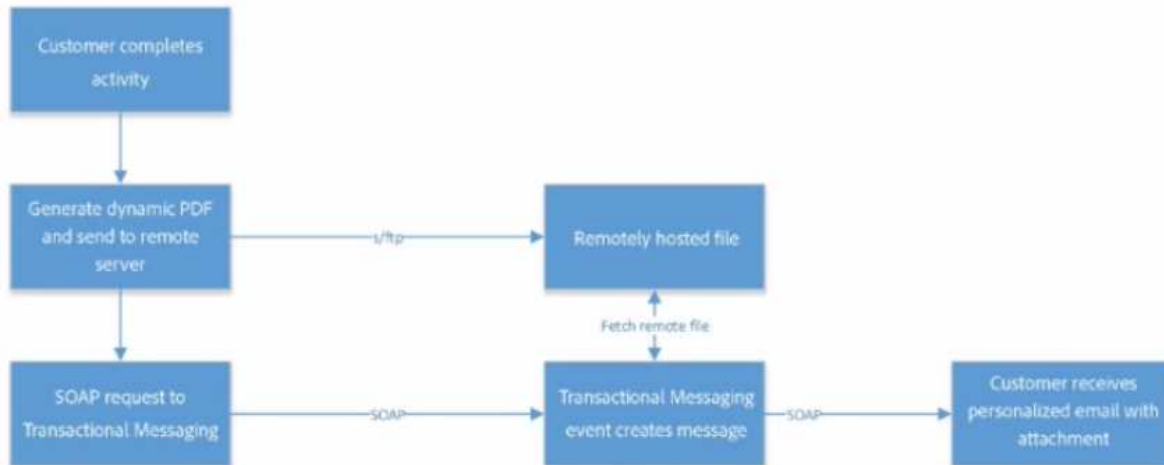 Customer completes
activity
Generate dynamic PDF
and send to remote
server
s/ftp
Remotely hosted file
Fetch remote file
SOAP request to
Transactional Messaging
SOAP
Transactional Messaging
event creates message
SOAP
Customer receives
personalized email with
attachment